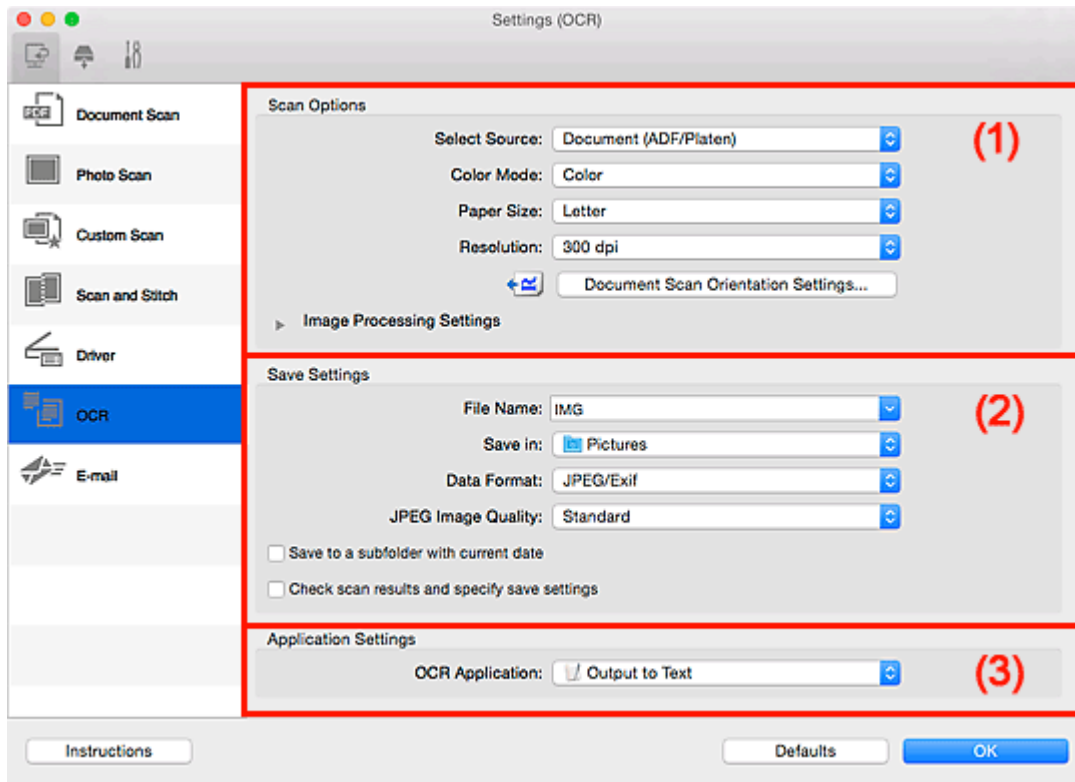 Settings (OCR)
Document Scan
Photo Scan
Custom Scan
Scan and Stitch
Driver
OCR
E-mail
Scan Options
(1)
Select Source: Document (ADF/Platen)
Color Mode: Color
Paper Size: Letter
Resolution: 300 dpi
Document Scan Orientation Settings...
Image Processing Settings
Save Settings
(2)
File Name: IMG
Save in: Pictures
Data Format: JPEG/Exif
JPEG Image Quality: Standard
Save to a subfolder with current date
Check scan results and specify save settings
Application Settings
(3)
OCR Application: Output to Text
Instructions
Defaults
OK